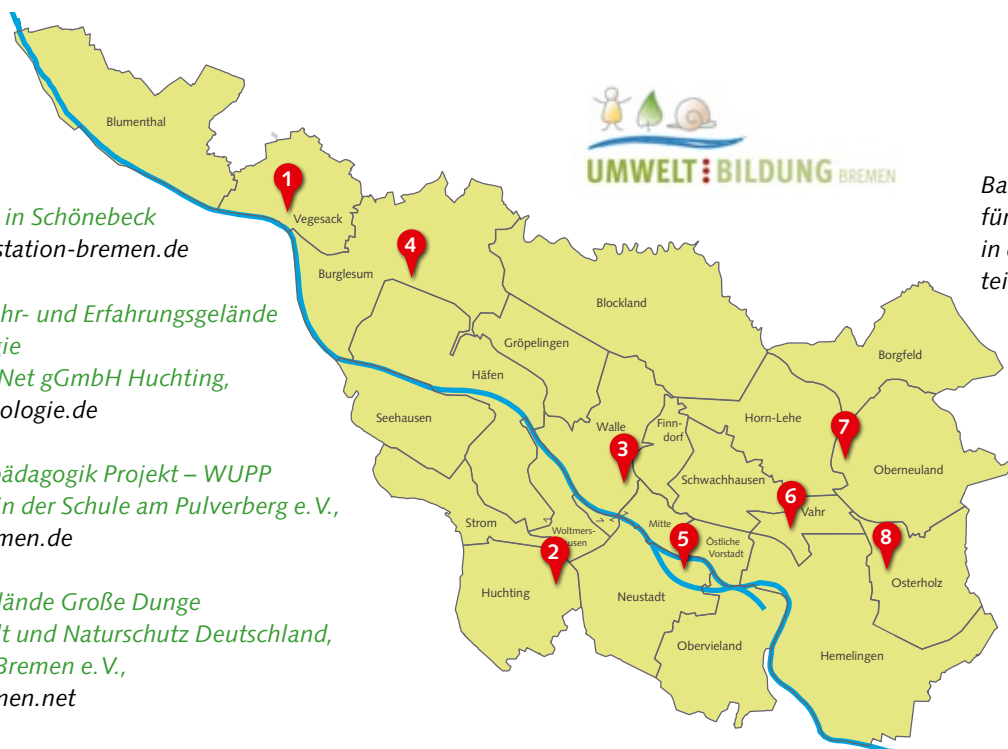 in Schönebeck
station-bremen.de
hr- und Erfahrungsgelände
gie
Net gGmbH Huchting,
ologie.de
pädagogik Projekt – WUPP
in der Schule am Pulverberg e. V.,
men.de
lände Große Dunge
lt und Naturschutz Deutschland,
Bremen e. V.,
men.net
UMWELT BILDUNG BREMEN
Ba
für
in
tei
Blumenthal
1
Vegesack
4
Burglesum
Blockland
Gröpelingen
Häfen
Borgfeld
Seehausen
Walle
Finn-
dorf
Horn-Lehe
7
Oberneuland
3
Schwachhausen
6
Vahr
Strom
Woltmers-
hausen
Mitte
Östliche
Vorstadt
5
8
2
Huchting
Neustadt
Osterholz
Obervieland
Hemelingen